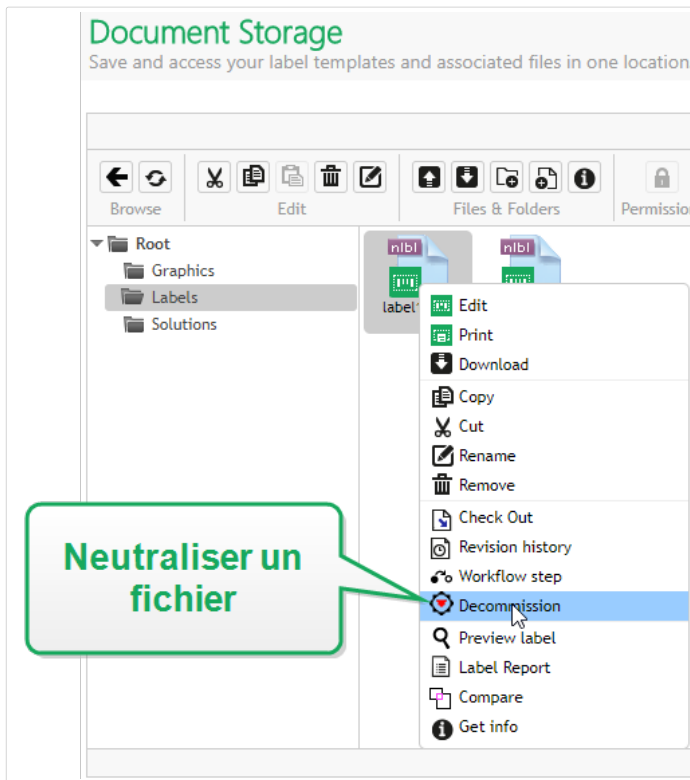 Document Storage
Save and access your label templates and associated files in one location
Browse
Edit
Files & Folders
Permissio
Root
Graphics
Labels
Solutions
nlbl
nlbl
label
Edit
Print
Download
Copy
Cut
Rename
Remove
Check Out
Revision history
Workflow step
Decommission
Preview label
Label Report
Compare
Get info
Neutraliser un
fichier